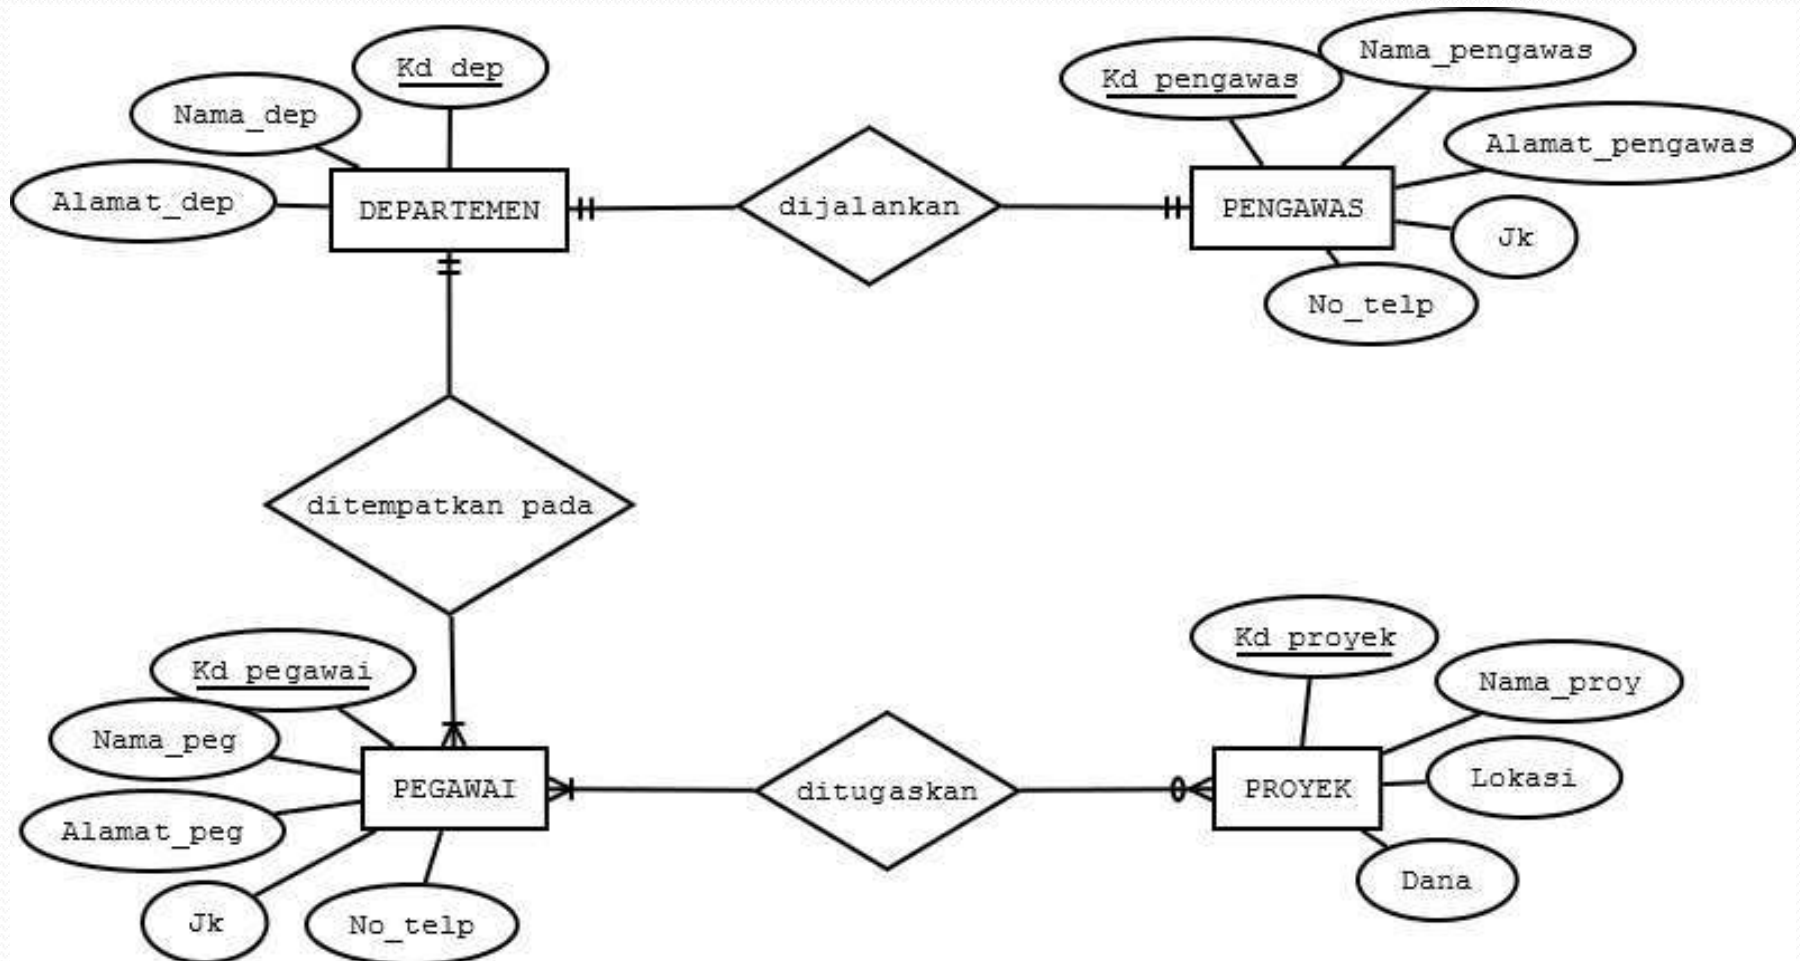 Kd_dep
Nama_dep
Alamat_dep
DEPARTEMEN
dijalankan
Kd_pengawas
Nama_pengawas
Alamat_pengawas
PENGAWAS
Jk
No_telp
ditempatkan pada
Kd_pegawai
Nama_peg
Alamat_peg
PEGAWAI
Jk
No_telp
ditugaskan
Kd_proyek
Nama_proy
PROYEK
Lokasi
Dana